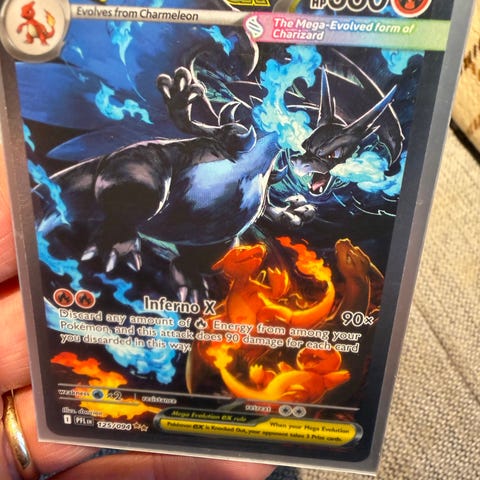 Evolves from Charmeleon
The Mega-Evolved form of
Charizard
Inferno X
90×
Discard any amount of Energy from among your
Pokémon, and this attack does 90 damage for each card
you discarded in this way.
weakness ×2
resistance
retreat
Illus.
Mega Evolution ex rule
When your Mega Evolution
Pokémon ex is Knocked Out, your opponent takes 3 Prize cards.
I PFL EN 125/094